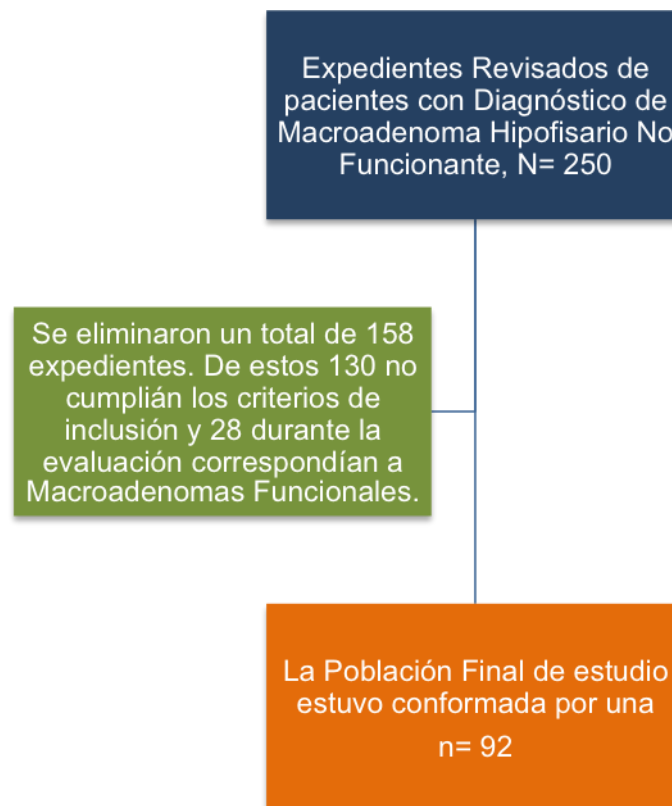 Expedientes Revisados de
pacientes con Diagnóstico de
Macroadenoma Hipofisario No
Funcionante, N= 250
Se eliminaron un total de 158
expedientes. De estos 130 no
cumplián los criterios de
inclusión y 28 durante la
evaluación correspondían a
Macroadenomas Funcionales.
La Población Final de estudio
estuvo conformada por una
n= 92